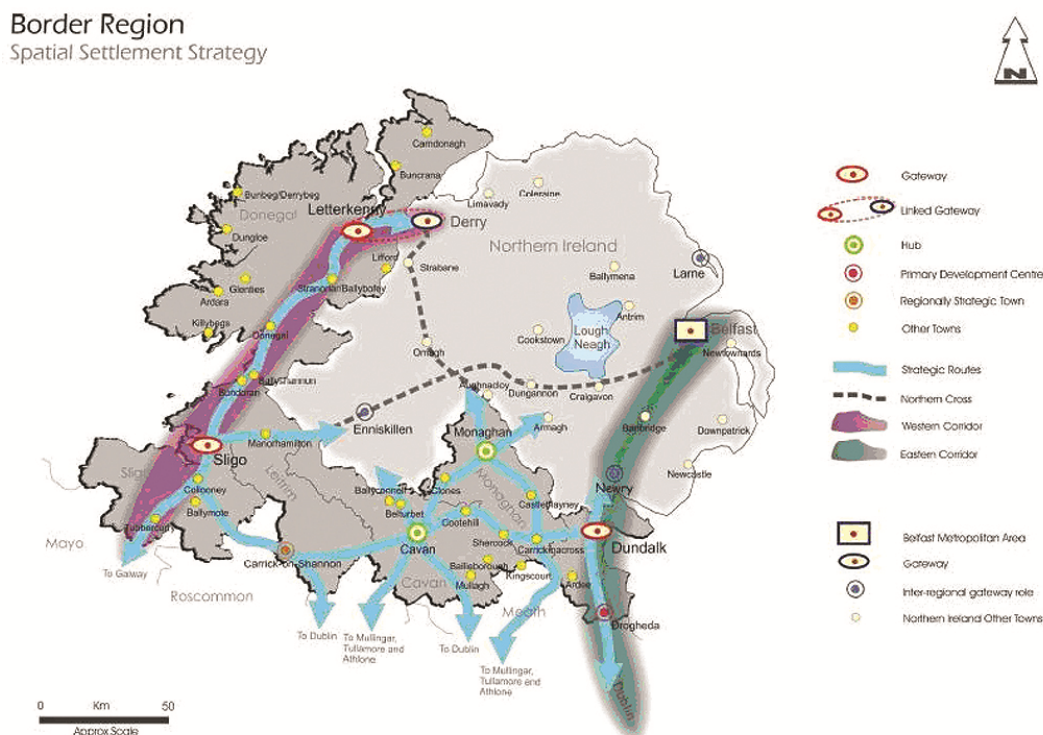 Border Region
Spatial Settlement Strategy
N
Carndonagh
Buncrana
Bunbeg/Derrybeg
Donegal
Letterkenny
Derry
Limavady
Coleraine
Dungloe
Northern Ireland
Lifford
Strabane
Ballymena
Larne
Glenties
Stranorlar/Ballybofey
Ardara
Antrim
Killybegs
Donegal
Lough
Neagh
Belfast
Cookstown
Newtownards
Omagh
Ballyshannon
Bundoran
Aughnacloy
Dungannon
Craigavon
Enniskillen
Armagh
Banbridge
Downpatrick
Monaghan
Manorhamilton
Sligo
Sligo
Leitrim
Newcastle
Newry
Clones
Monaghan
Collooney
Ballyconnell
Belturbet
Castleblayney
Ballymote
Cootehill
Tubbercurry
Shercock
Carrickmacross
Dundalk
Mayo
Cavan
To Galway
Carrick-on-Shannon
Bailieborough
Kingscourt
Cavan
Mullagh
Ardee
Roscommon
Meath
Drogheda
To Dublin
To Mullingar,
Tullamore and
Athlone
To Dublin
To Mullingar,
Tullamore and
Athlone
Dublin
0 Km 50
Approx Scale
Gateway
Linked Gateway
Hub
Primary Development Centre
Regionally Strategic Town
Other Towns
Strategic Routes
Northern Cross
Western Corridor
Eastern Corridor
Belfast Metropolitan Area
Gateway
Inter-regional gateway role
Northern Ireland Other Towns